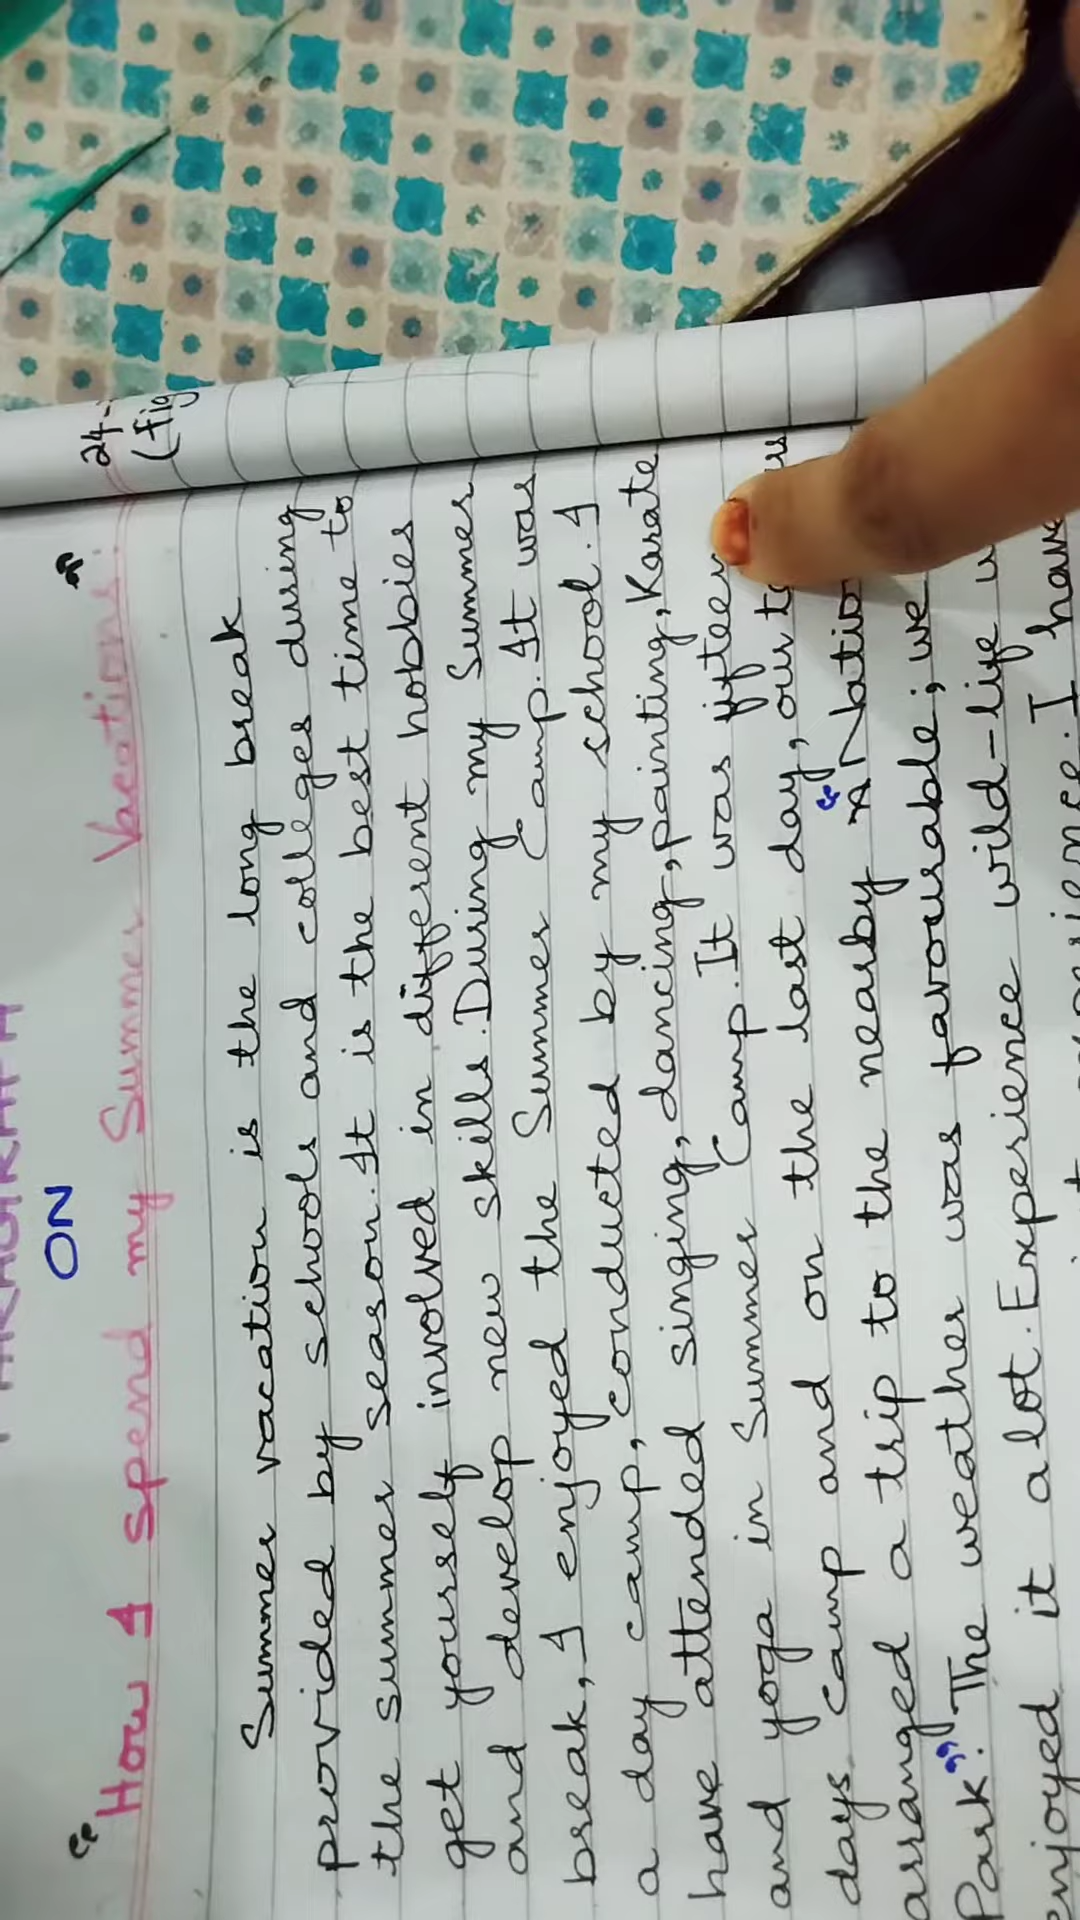 PARAGRAPH
ON
"How I spend my Summer Vacations."
24-
(Fig
Summer vacation is the long break
provided by schools and colleges during
the summer season. It is the best time to
get yourself involved in different hobbies
and develop new skills. During my Summer
break, I enjoyed the Summer Camp. It was
a day camp, conducted by my school. I
have attended singing, dancing, painting, Karate
and yoga in Summer Camp. It was fifteen
days camp and on the last day, our
arranged a trip to the nearby "
Park". The weather was favourable; we
enjoyed it a lot. Experience wild-life
I have